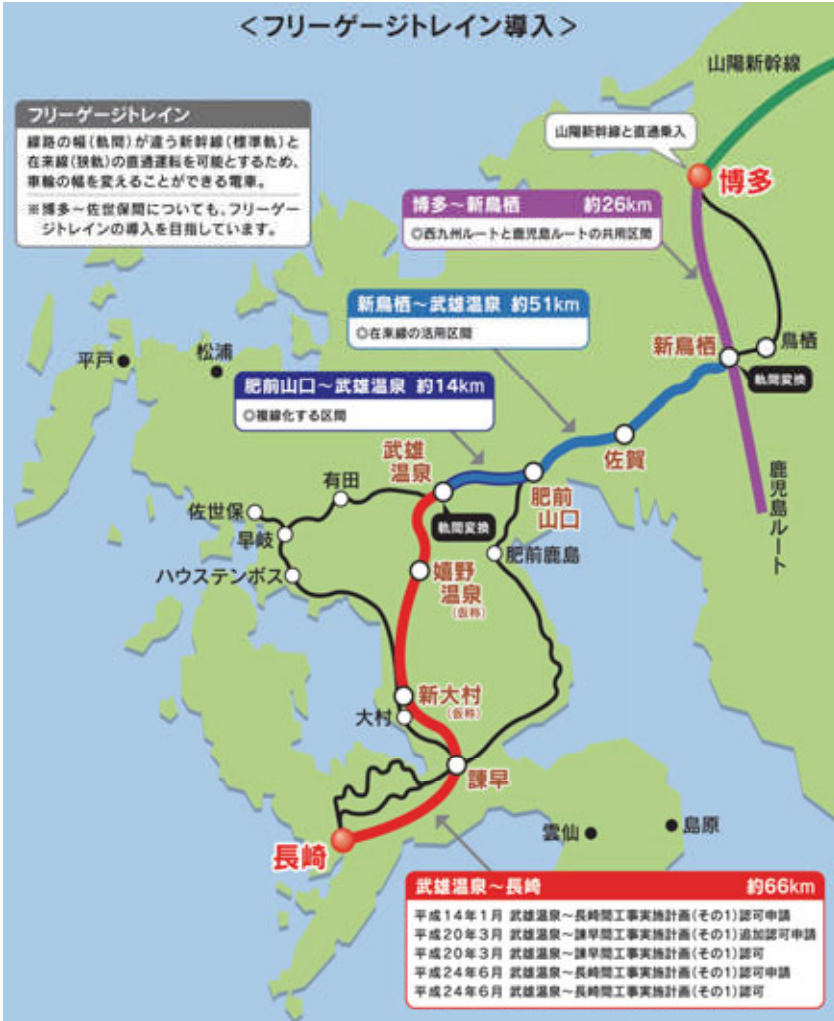 ＜フリーゲージトレイン導入＞
山陽新幹線
フリーゲージトレイン
線路の幅(軌間)が違う新幹線(標準軌)と
在来線(狭軌)の直通運転を可能とするため、
車輪の幅を変えることができる電車。
※博多～佐世保間についても、フリーゲー
ジトレインの導入を目指しています。
山陽新幹線と直通乗入
博多
博多～新鳥栖 約26km
◎西九州ルートと鹿児島ルートの共用区間
新鳥栖～武雄温泉 約51km
◎在来線の活用区間
新鳥栖
鳥栖
軌間変換
平戸
松浦
肥前山口～武雄温泉 約14km
◎複線化する区間
武雄
温泉
佐賀
鹿児島ルート
有田
肥前
山口
佐世保
軌間変換
早岐
肥前鹿島
ハウステンボス
嬉野
温泉
(仮称)
新大村
(仮称)
大村
諫早
長崎
雲仙
島原
武雄温泉～長崎 約66km
平成14年1月 武雄温泉～長崎間工事実施計画(その1)認可申請
平成20年3月 武雄温泉～諫早間工事実施計画(その1)追加認可申請
平成20年3月 武雄温泉～諫早間工事実施計画(その1)認可
平成24年6月 武雄温泉～長崎間工事実施計画(その1)認可申請
平成24年6月 武雄温泉～長崎間工事実施計画(その1)認可